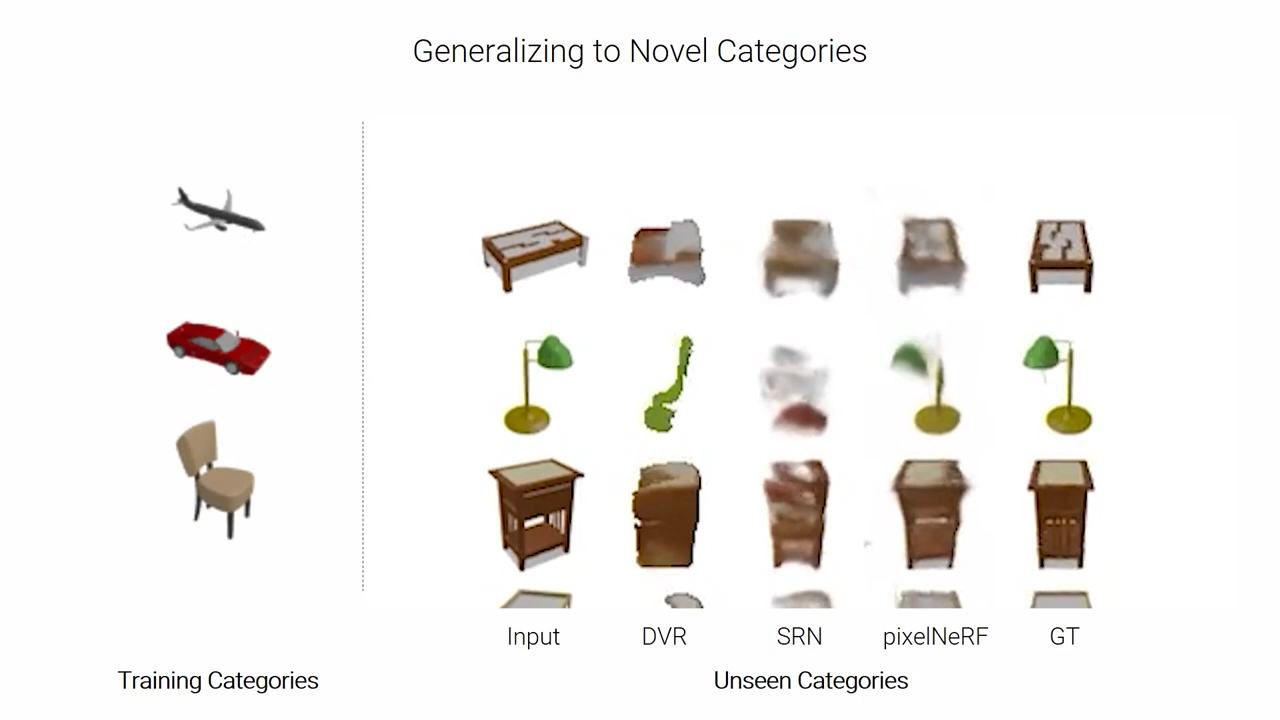 Generalizing to Novel Categories
Input
DVR
SRN
pixelNeRF
GT
Training Categories
Unseen Categories